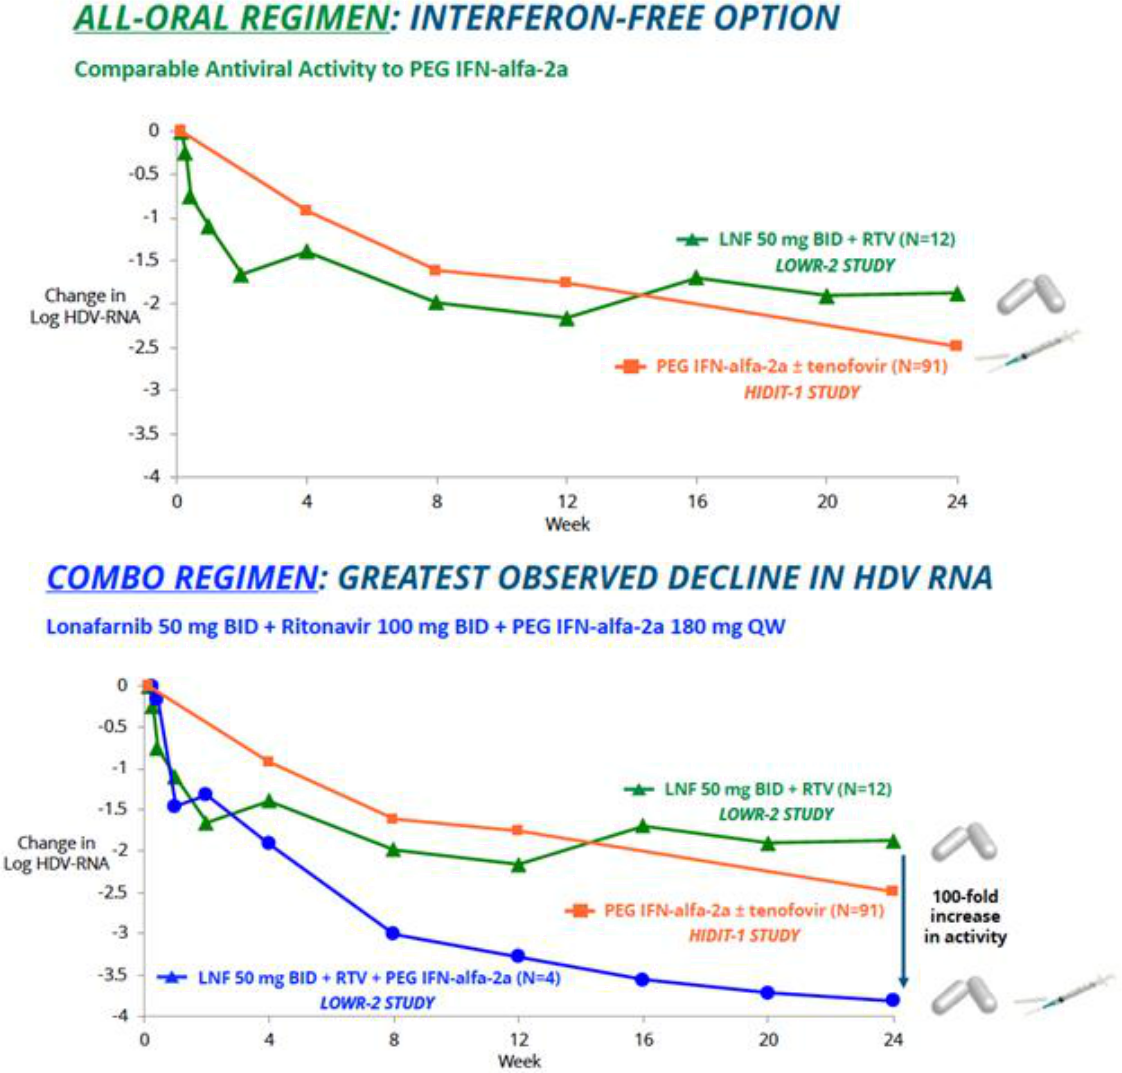 ALL-ORAL REGIMEN: INTERFERON-FREE OPTION
Comparable Antiviral Activity to PEG IFN-alfa-2a
0
-0.5
-1
-1.5
-2
-2.5
-3
-3.5
-4
Change in
Log HDV-RNA
LNF 50 mg BID + RTV (N=12)
LOWR-2 STUDY
PEG IFN-alfa-2a ± tenofovir (N=91)
HIDIT-1 STUDY
0 4 8 12 16 20 24
Week
COMBO REGIMEN: GREATEST OBSERVED DECLINE IN HDV RNA
Lonafarnib 50 mg BID + Ritonavir 100 mg BID + PEG IFN-alfa-2a 180 mg QW
0
-0.5
-1
-1.5
-2
-2.5
-3
-3.5
-4
Change in
Log HDV-RNA
LNF 50 mg BID + RTV (N=12)
LOWR-2 STUDY
PEG IFN-alfa-2a ± tenofovir (N=91)
HIDIT-1 STUDY
100-fold
increase
in activity
LNF 50 mg BID + RTV + PEG IFN-alfa-2a (N=4)
LOWR-2 STUDY
0 4 8 12 16 20 24
Week